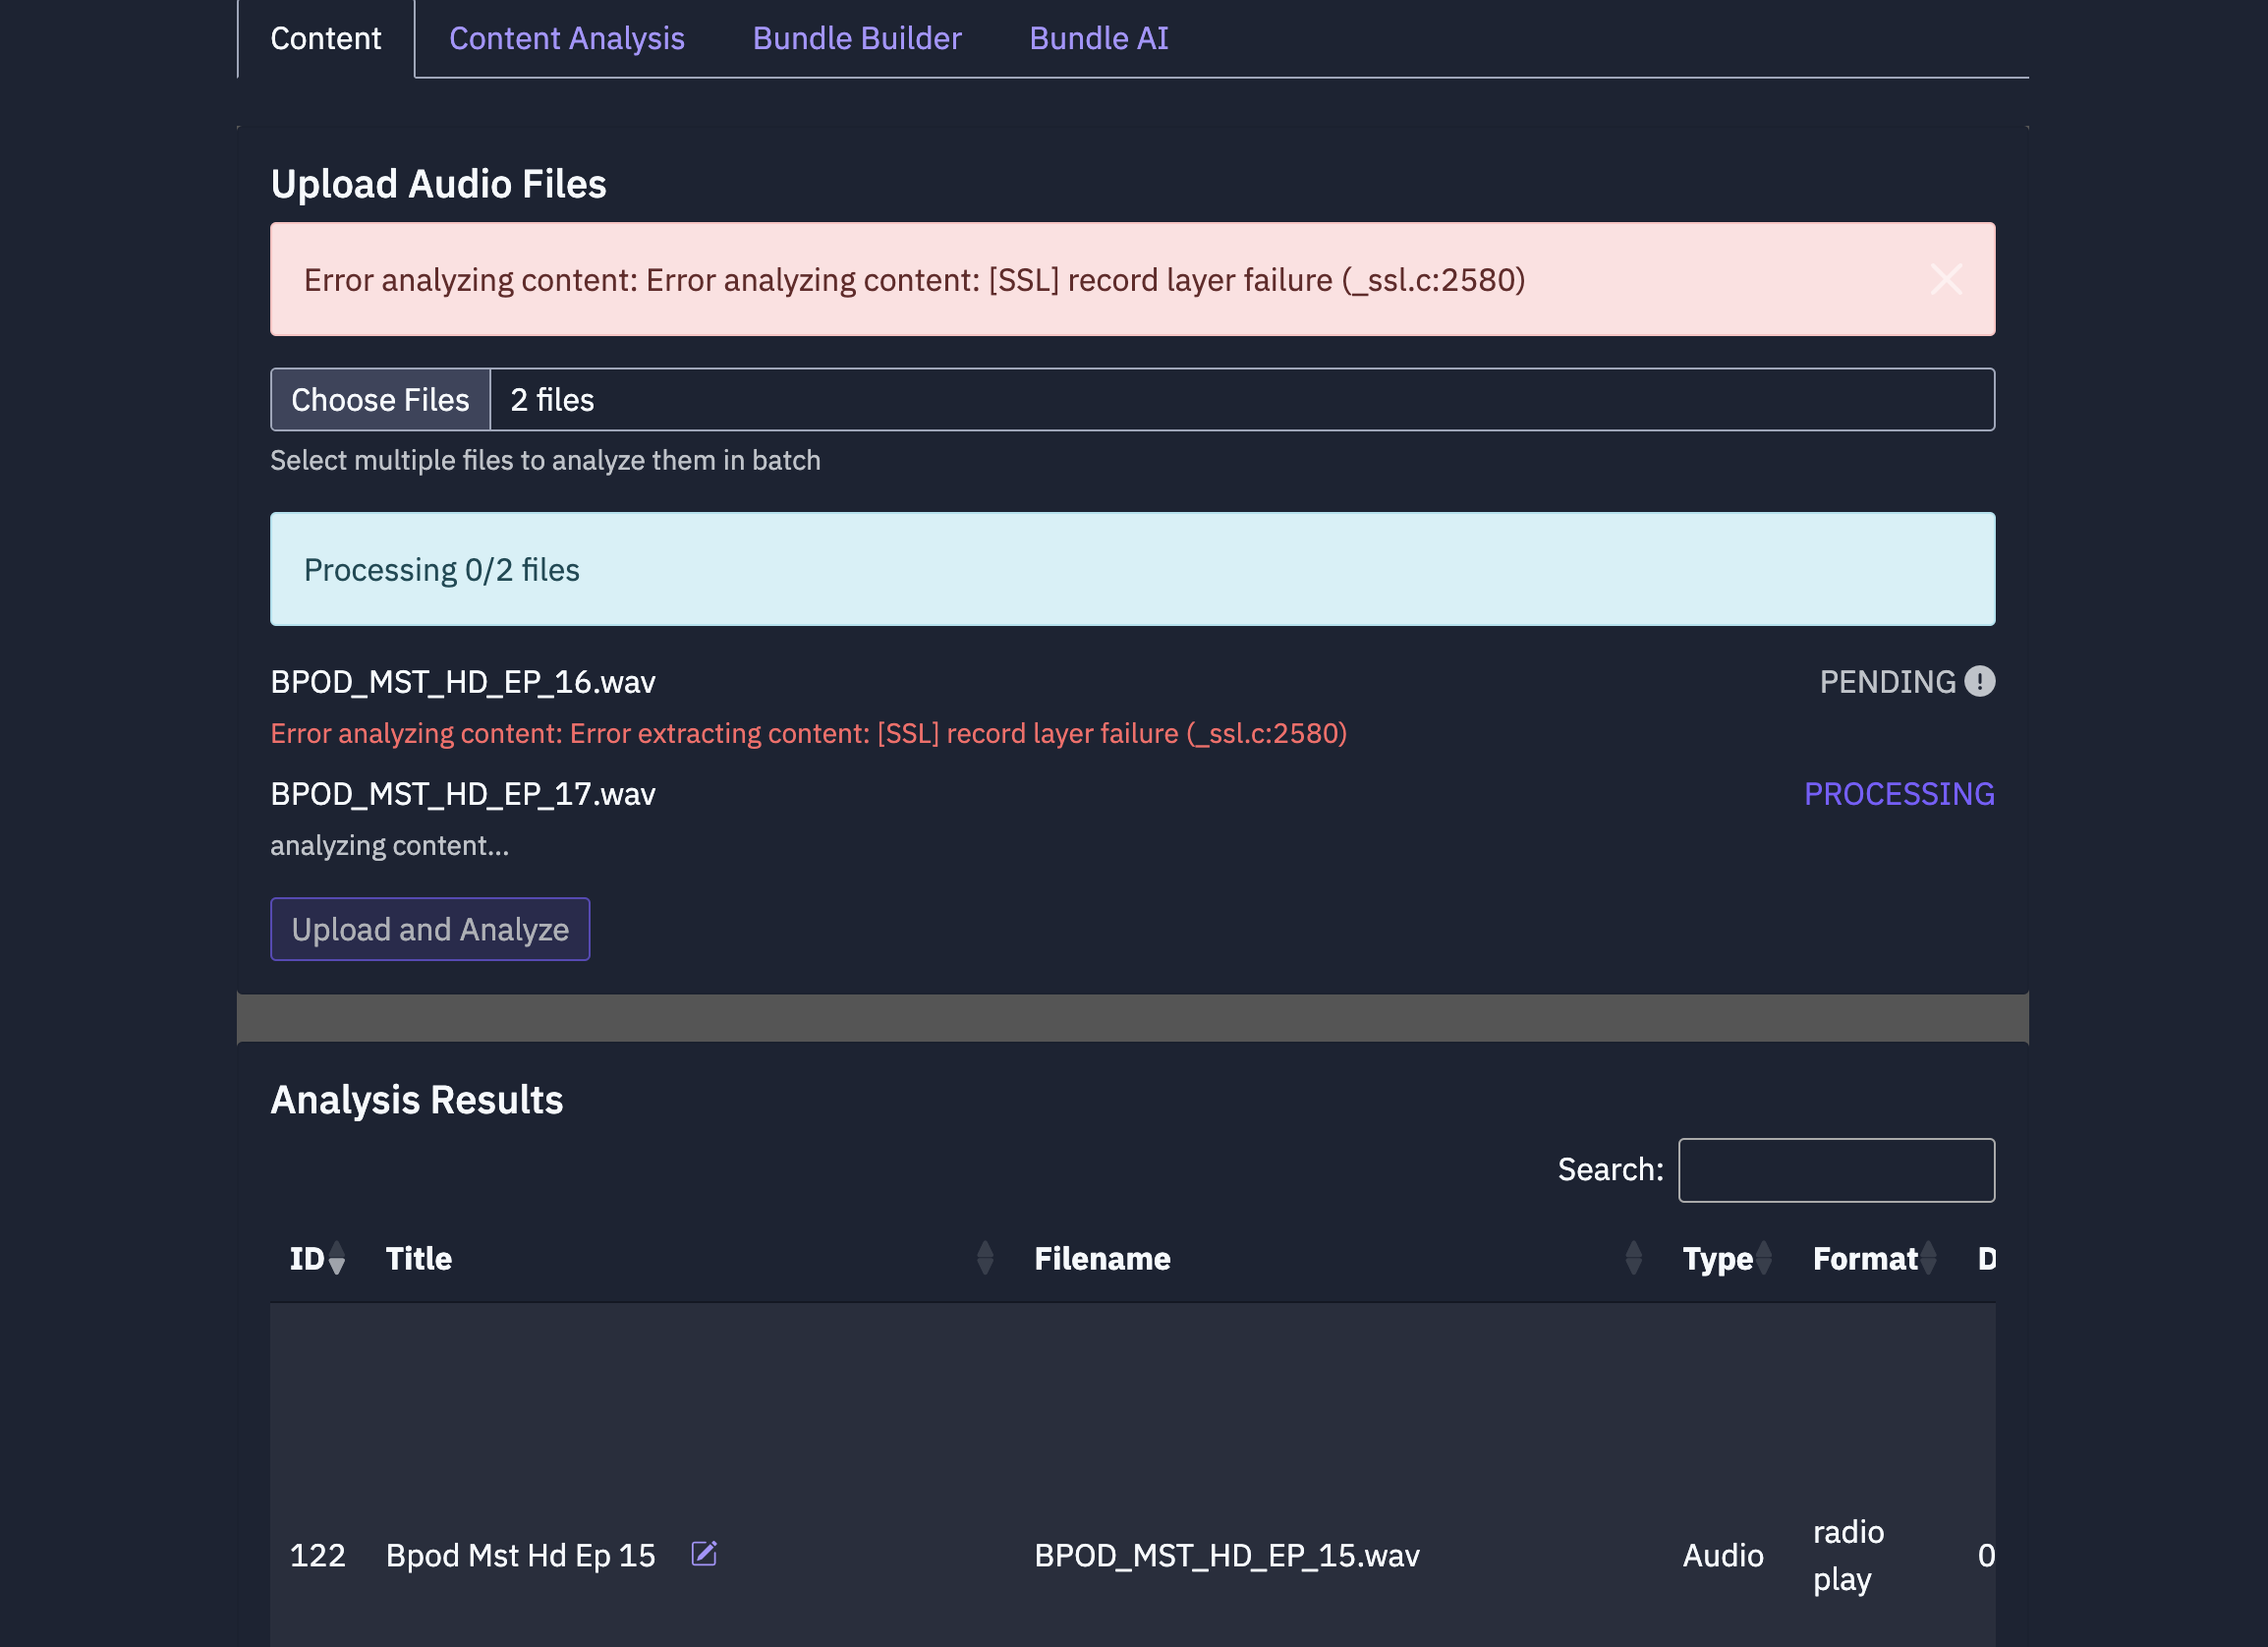 Content Content Analysis Bundle Builder Bundle AI
Upload Audio Files
Error analyzing content: Error analyzing content: [SSL] record layer failure (_ssl.c:2580)
Choose Files 2 files
Select multiple files to analyze them in batch
Processing 0/2 files
BPOD_MST_HD_EP_16.wav PENDING
Error analyzing content: Error extracting content: [SSL] record layer failure (_ssl.c:2580)
BPOD_MST_HD_EP_17.wav PROCESSING
analyzing content...
Upload and Analyze
Analysis Results
Search:
ID Title Filename Type Format D
122 Bpod Mst Hd Ep 15 BPOD_MST_HD_EP_15.wav Audio radio play 0